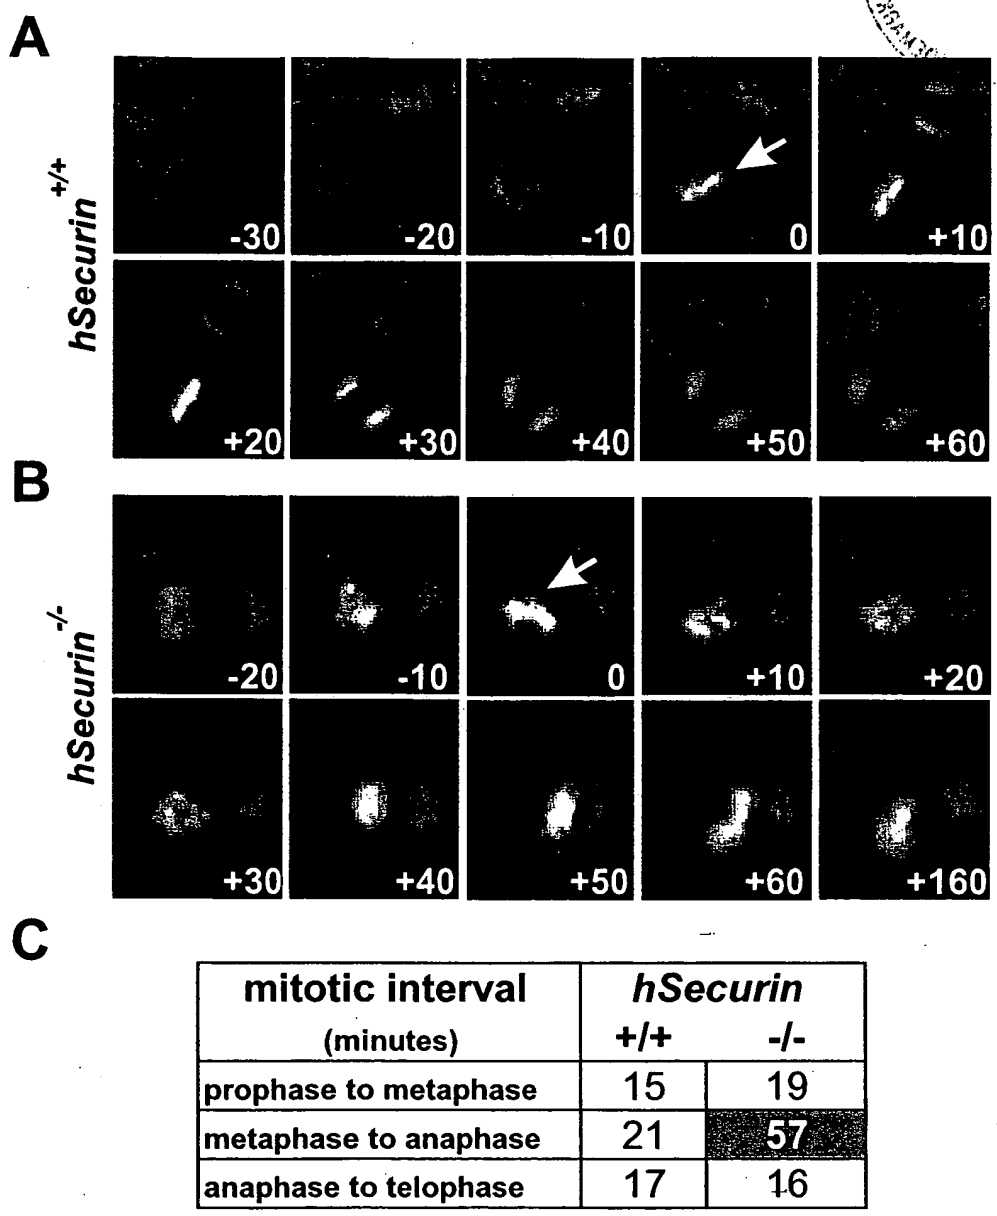 A
hSecurin+/+
-30 -20 -10 0 +10
+20 +30 +40 +50 +60
B
hSecurin-/-
-20 -10 0 +10 +20
+30 +40 +50 +60 +160
C
mitotic interval hSecurin
(minutes) +/+ -/-
prophase to metaphase 15 19
metaphase to anaphase 21 57
anaphase to telophase 17 16